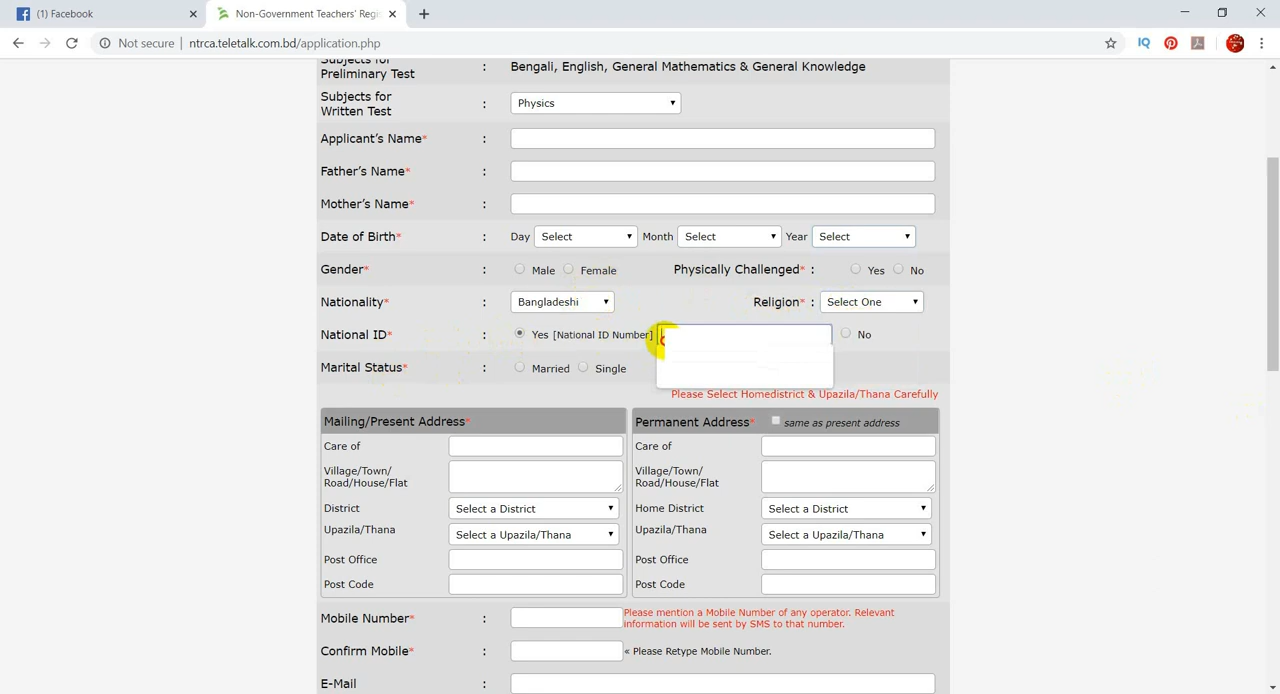 (1) Facebook
Non-Government Teachers' Regi
Not secure | ntrca.teletalk.com.bd/application.php
Subjects for Preliminary Test : Bengali, English, General Mathematics & General Knowledge
Subjects for Written Test : Physics
Applicant's Name* :
Father's Name* :
Mother's Name* :
Date of Birth* : Day Select Month Select Year Select
Gender* : Male Female Physically Challenged* : Yes No
Nationality* : Bangladeshi Religion* : Select One
National ID* : Yes [National ID Number] No
Marital Status* : Married Single
Please Select Homedistrict & Upazila/Thana Carefully
Mailing/Present Address*
Care of
Village/Town/
Road/House/Flat
District Select a District
Upazila/Thana Select a Upazila/Thana
Post Office
Post Code
Permanent Address* same as present address
Care of
Village/Town/
Road/House/Flat
Home District Select a District
Upazila/Thana Select a Upazila/Thana
Post Office
Post Code
Mobile Number* : Please mention a Mobile Number of any operator. Relevant
information will be sent by SMS to that number.
Confirm Mobile* : « Please Retype Mobile Number.
E-Mail :